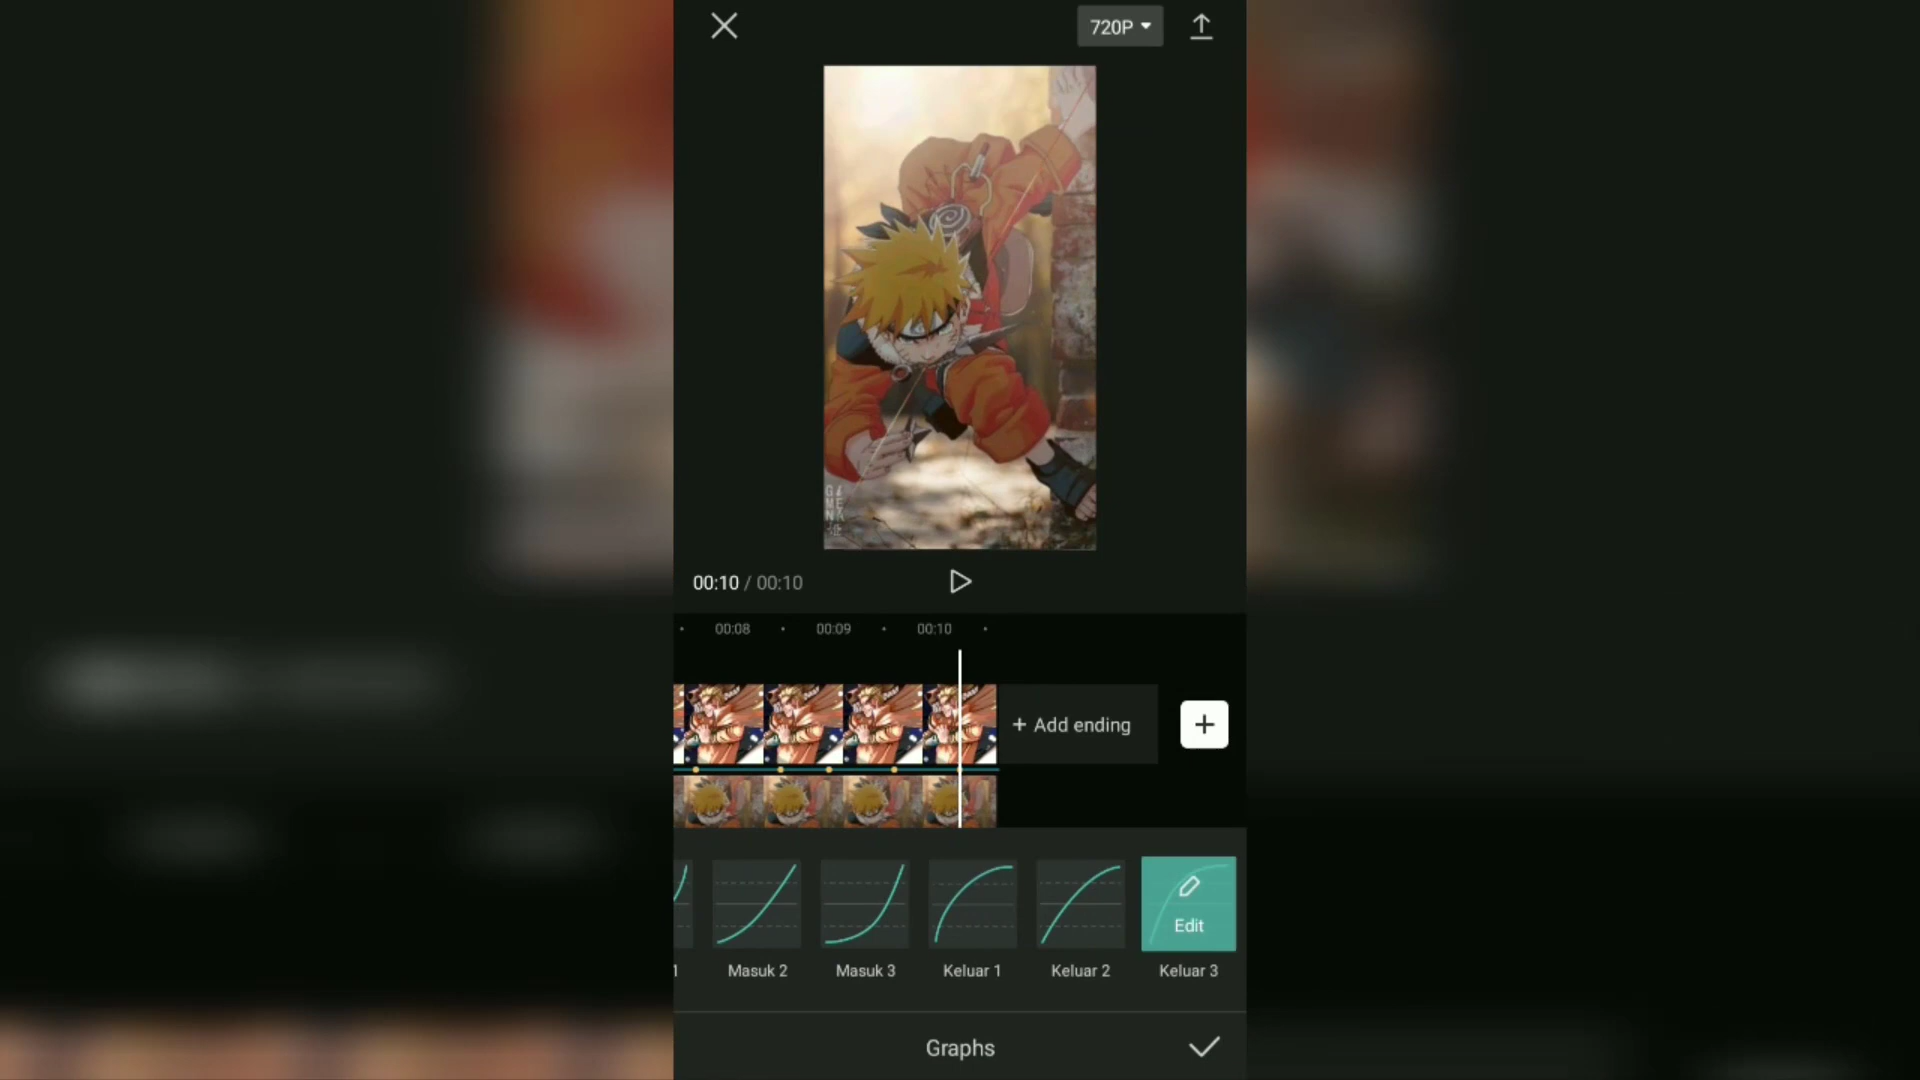 720P
00:10 / 00:10
00:08
00:09
00:10
+ Add ending
Edit
1
Masuk 2
Masuk 3
Keluar 1
Keluar 2
Keluar 3
Graphs